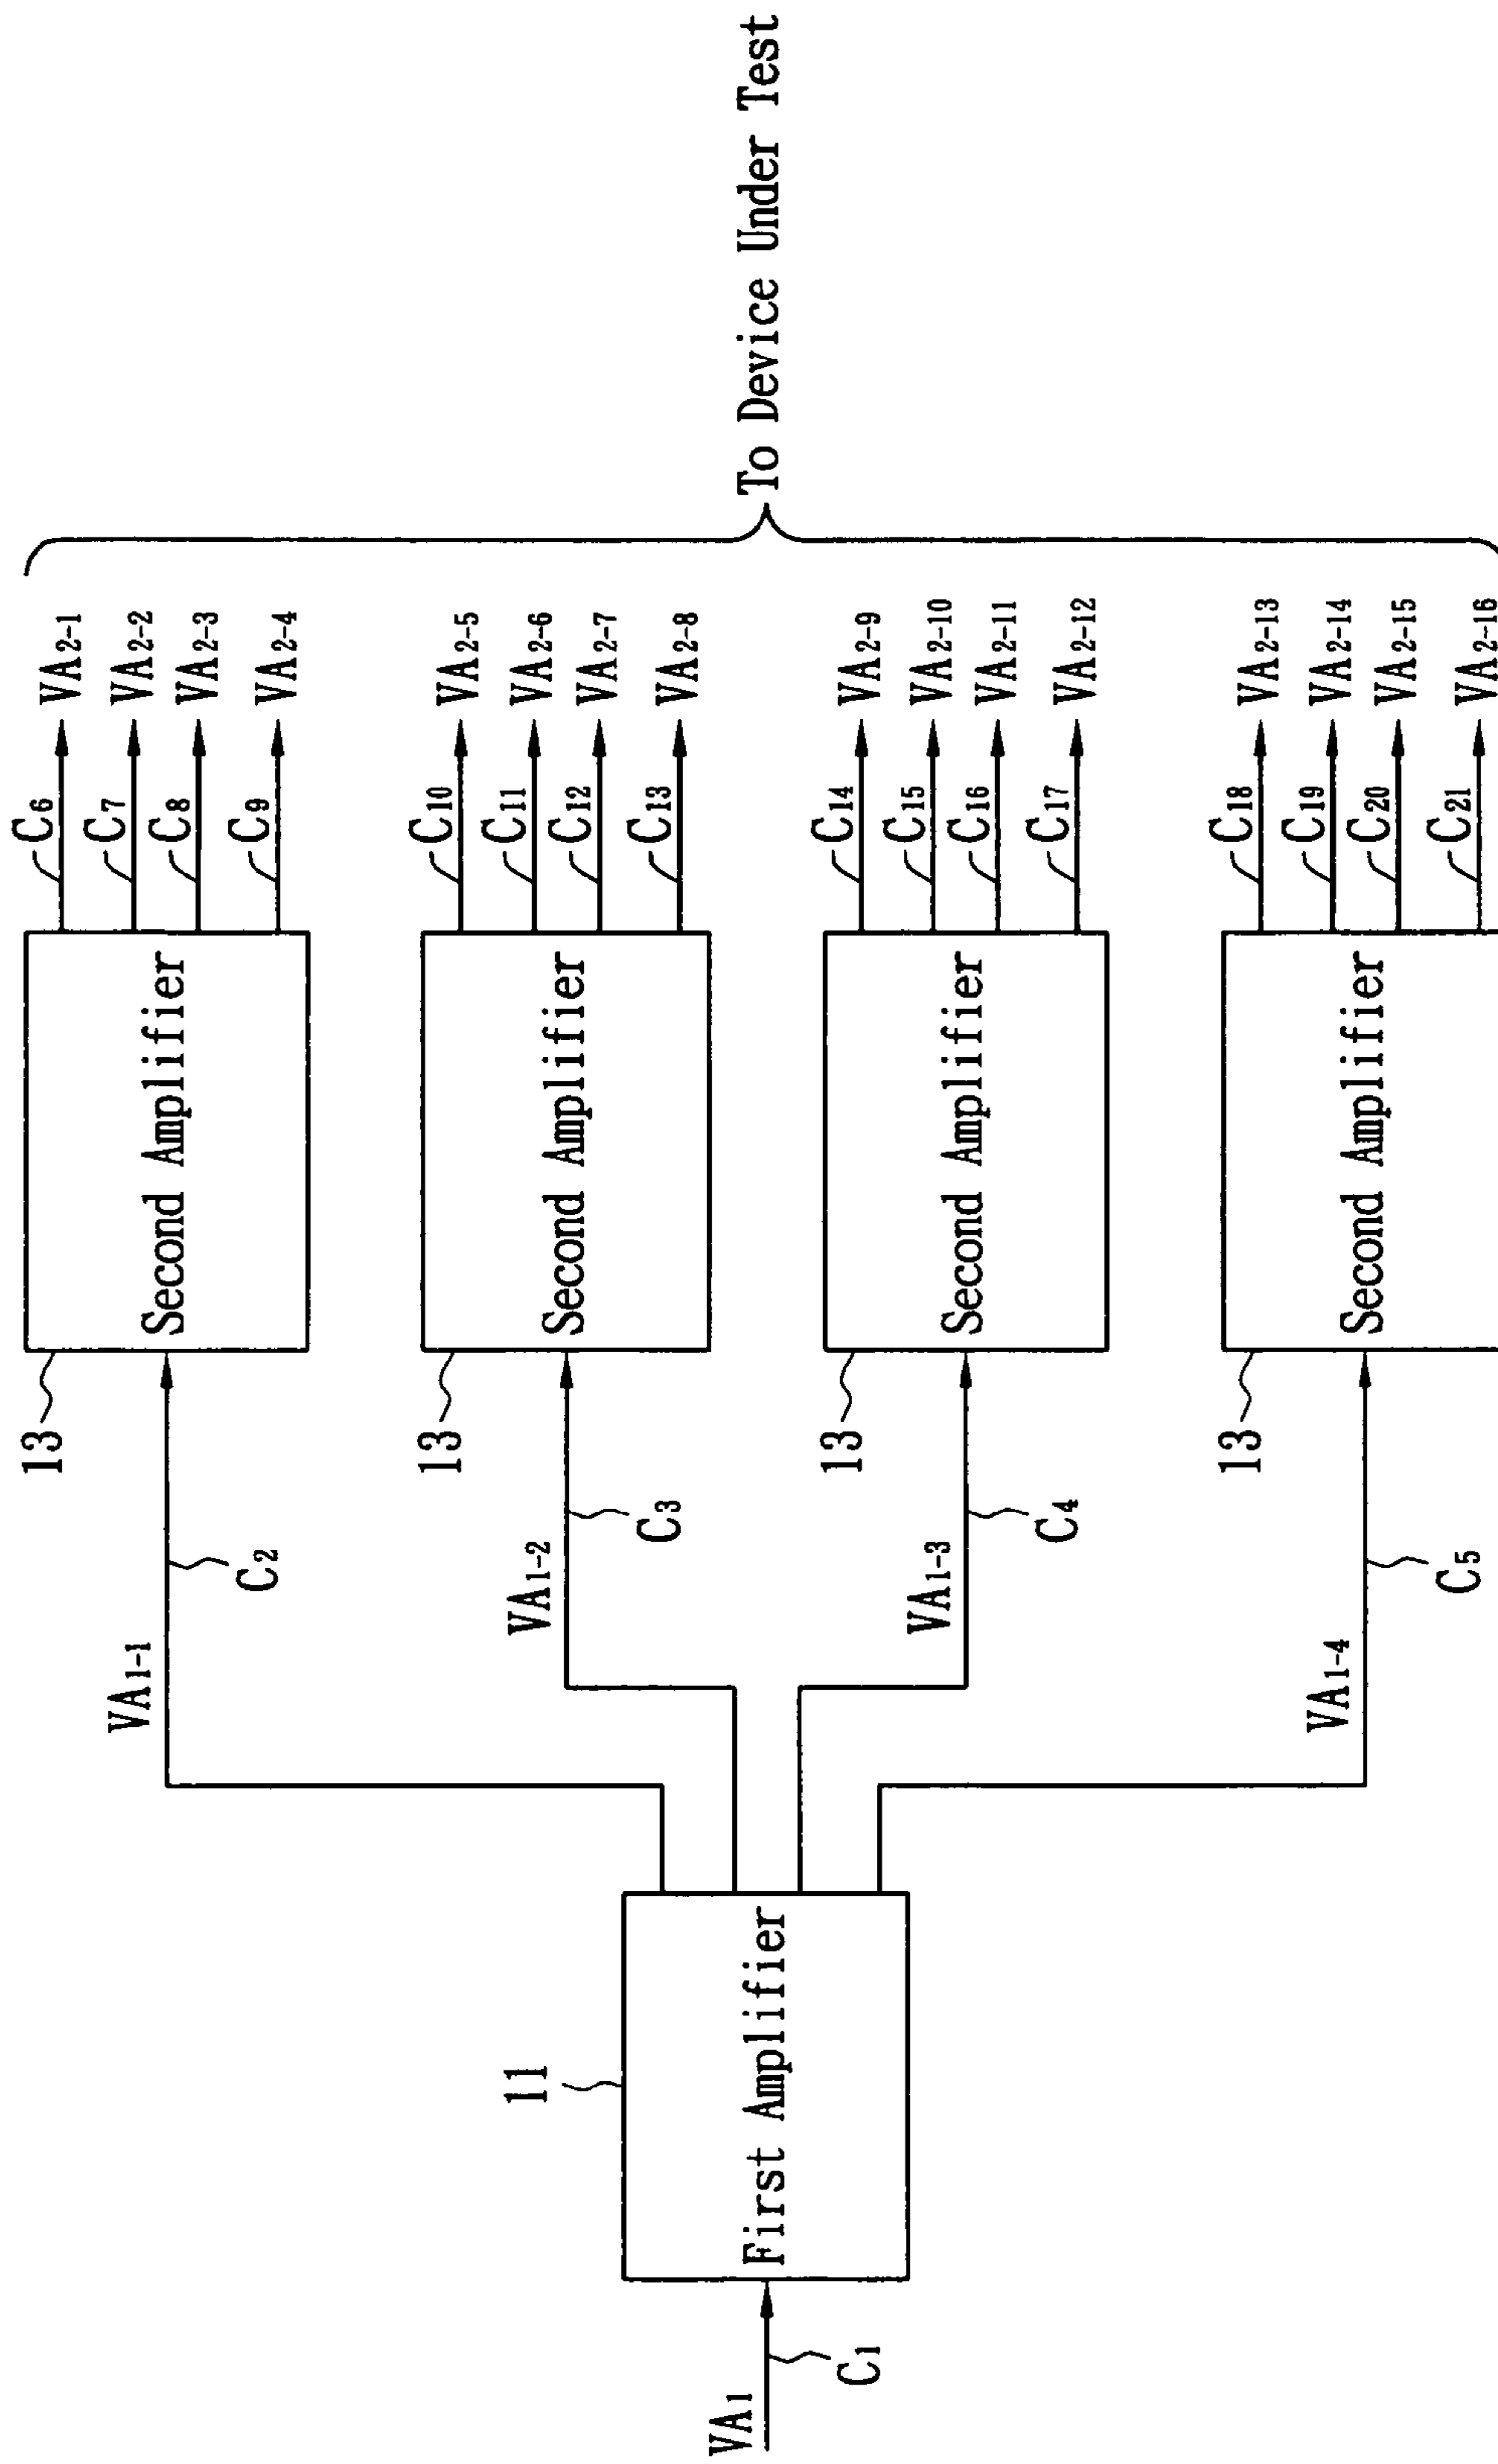 VA1
C1
11
First Amplifier
VA1-1
C2
VA1-2
C3
VA1-3
C4
VA1-4
C5
13
Second Amplifier
C6 VA2-1
C7 VA2-2
C8 VA2-3
C9 VA2-4
13
Second Amplifier
C10 VA2-5
C11 VA2-6
C12 VA2-7
C13 VA2-8
13
Second Amplifier
C14 VA2-9
C15 VA2-10
C16 VA2-11
C17 VA2-12
13
Second Amplifier
C18 VA2-13
C19 VA2-14
C20 VA2-15
C21 VA2-16
To Device Under Test